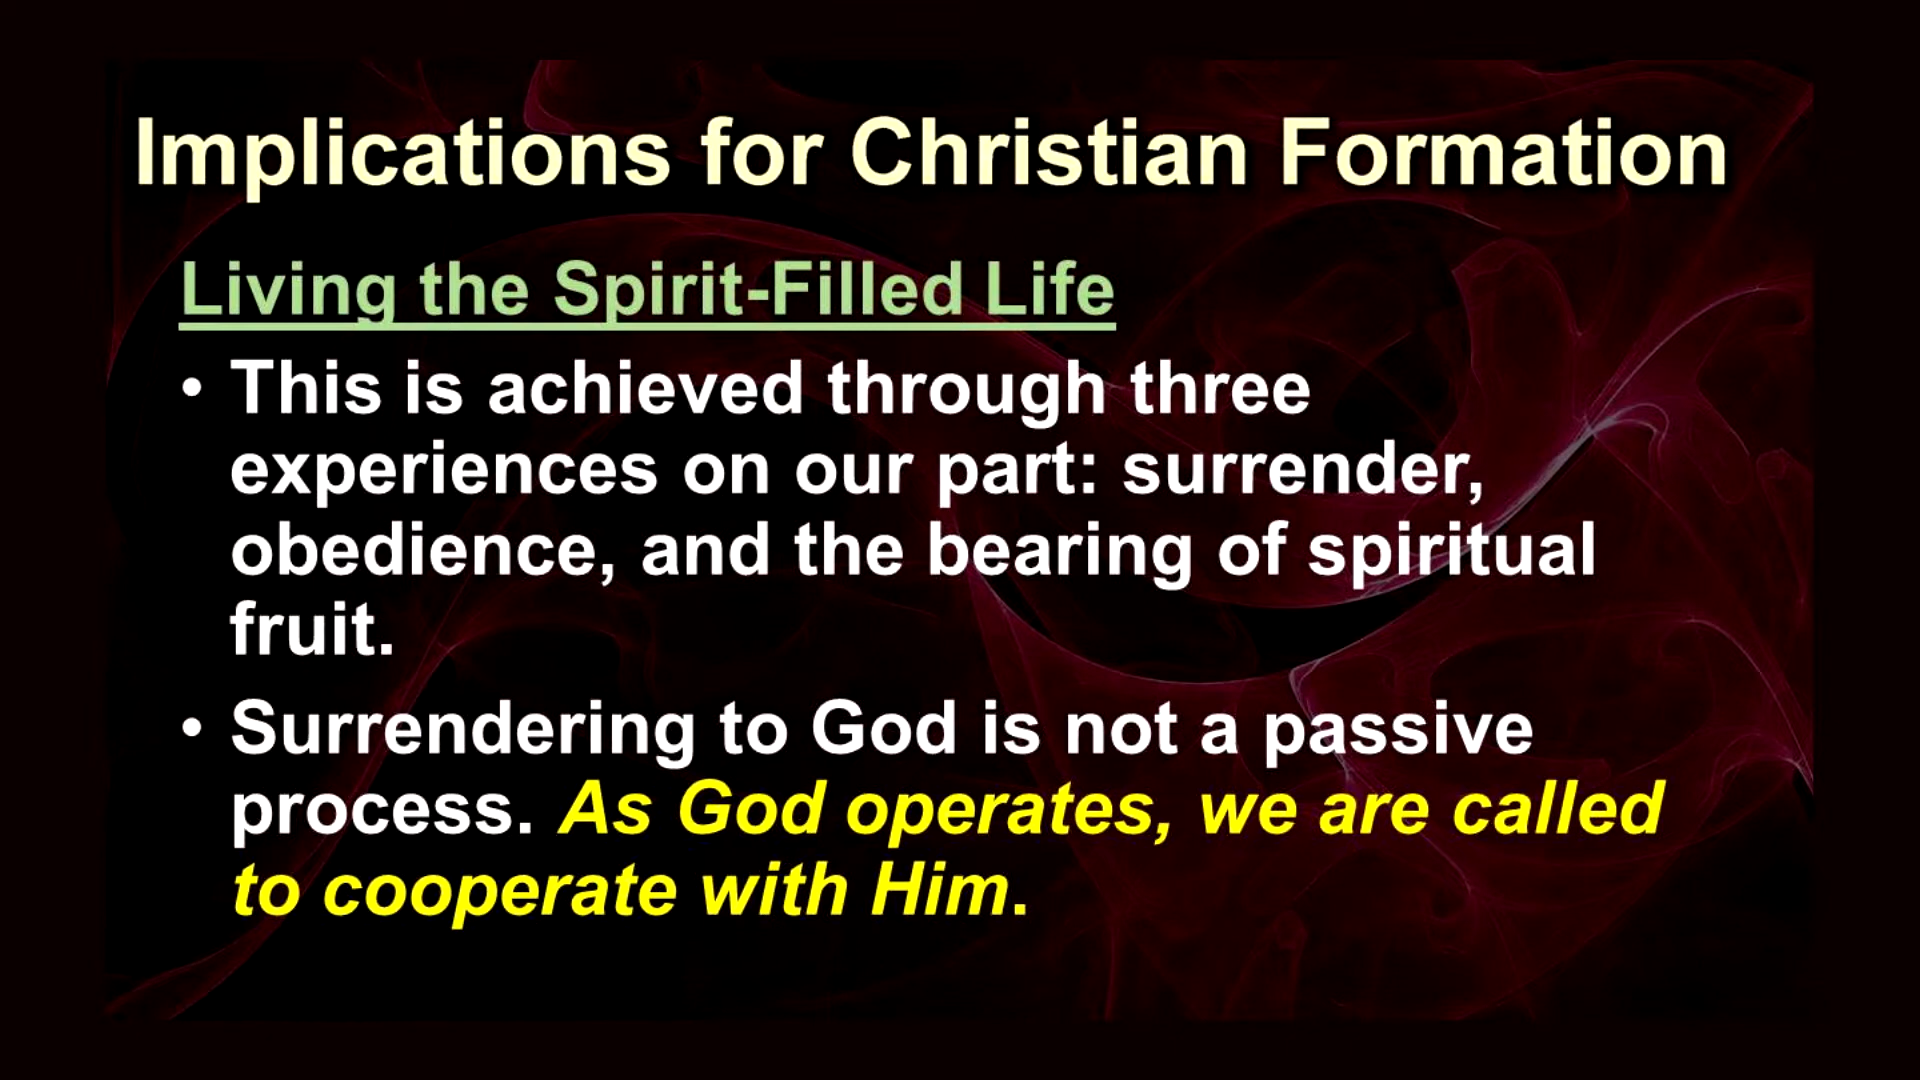 Implications for Christian Formation
Living the Spirit-Filled Life
• This is achieved through three
experiences on our part: surrender,
obedience, and the bearing of spiritual
fruit.
• Surrendering to God is not a passive
process. As God operates, we are called
to cooperate with Him.